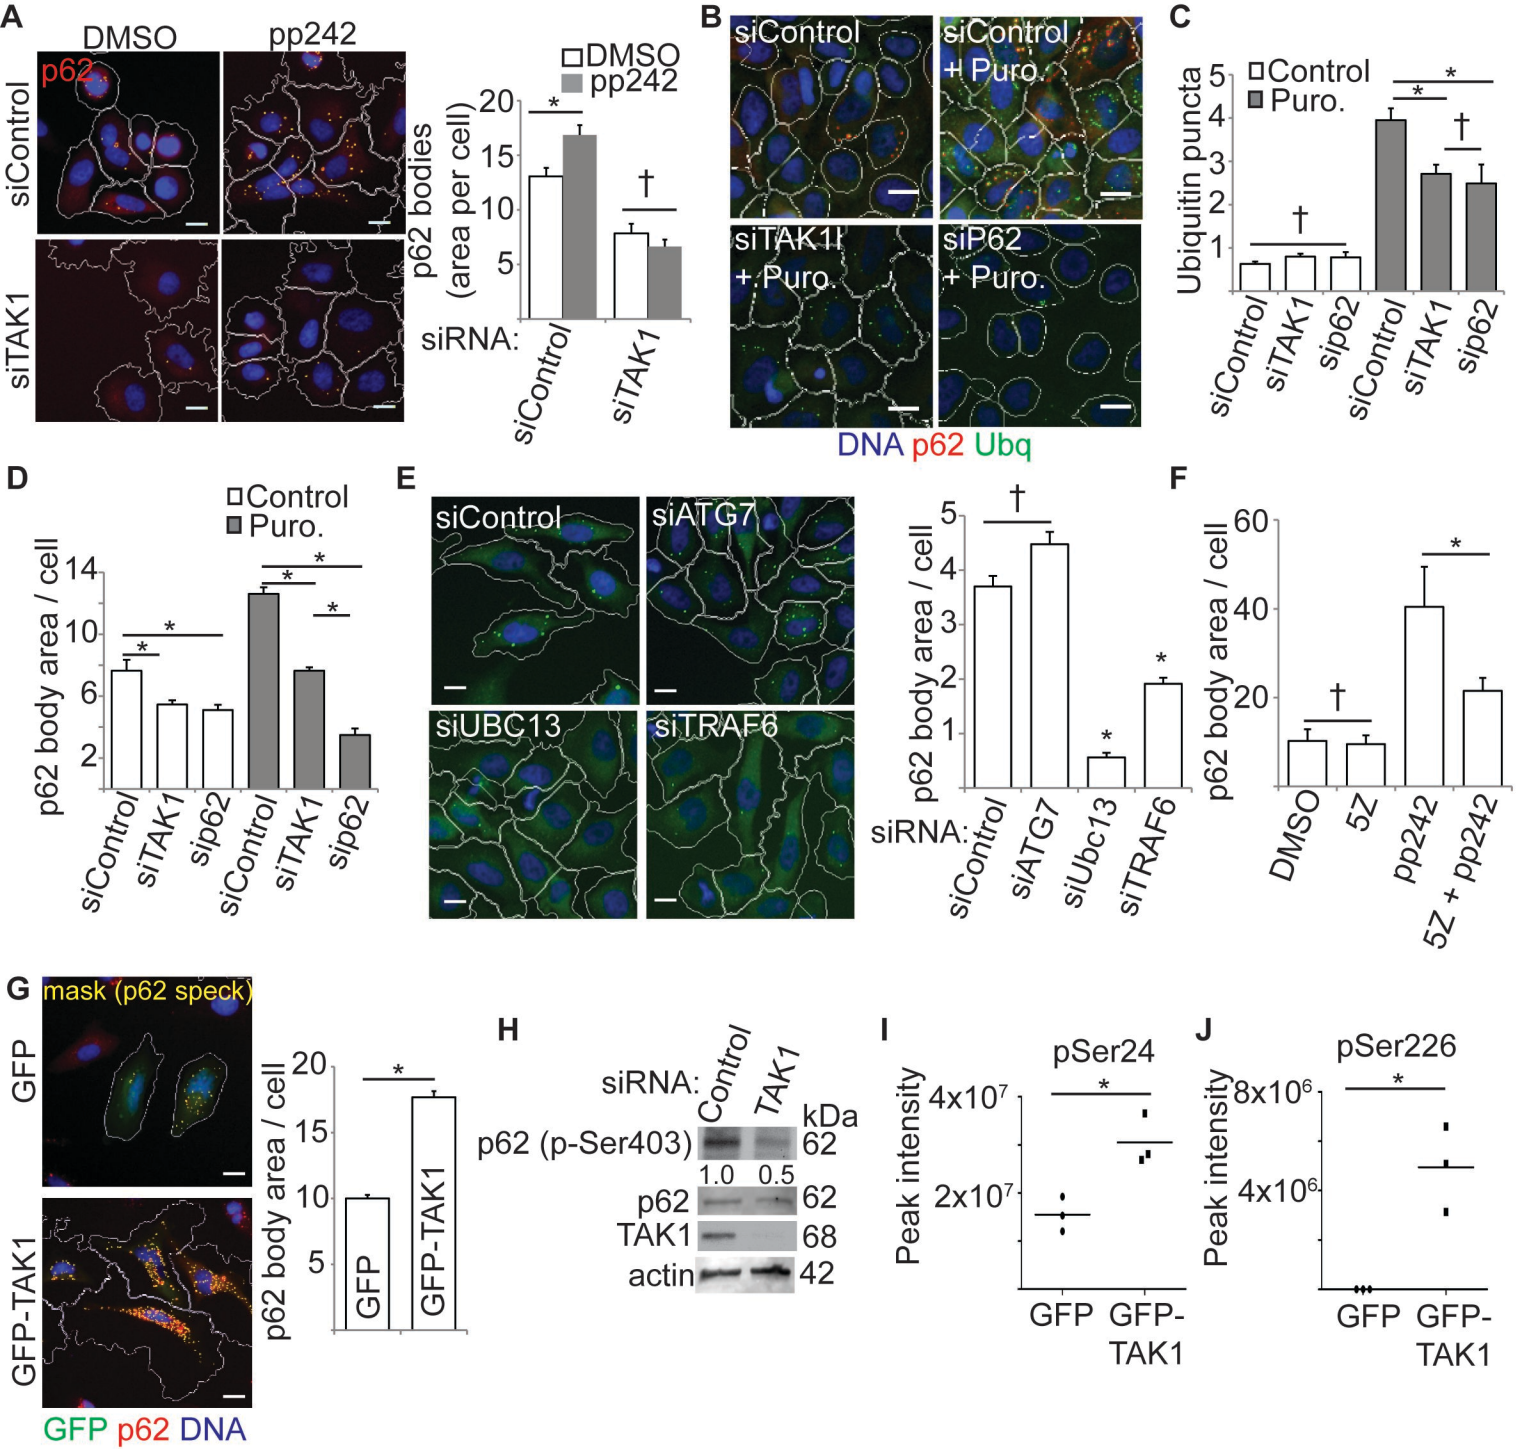 A
DMSO
pp242
p62
siControl
siTAK1
DMSO
pp242
p62 bodies
(area per cell)
20
15
10
5
*
†
siRNA:
siControl
siTAK1
B
siControl
siControl
+ Puro.
siTAK1I
+ Puro.
siP62
+ Puro.
DNA p62 Ubq
C
Control
Puro.
Ubiquitin puncta
5
4
3
2
1
†
*
*
†
siControl
siTAK1
sip62
siControl
siTAK1
sip62
D
Control
Puro.
p62 body area / cell
14
10
6
2
*
*
*
*
*
siControl
siTAK1
sip62
siControl
siTAK1
sip62
E
siControl
siATG7
siUBC13
siTRAF6
p62 body area / cell
5
4
3
2
1
†
*
*
siRNA:
siControl
siATG7
siUbc13
siTRAF6
F
p62 body area / cell
60
40
20
†
*
DMSO
5Z
pp242
5Z + pp242
G
mask (p62 speck)
GFP
GFP-TAK1
GFP p62 DNA
p62 body area / cell
20
15
10
5
*
GFP
GFP-TAK1
H
siRNA:
Control
TAK1
kDa
p62 (p-Ser403)
62
1.0 0.5
p62
62
TAK1
68
actin
42
I
pSer24
Peak intensity
4x10⁷
2x10⁷
*
GFP
GFP-
TAK1
J
pSer226
Peak intensity
8x10⁶
4x10⁶
*
GFP
GFP-
TAK1